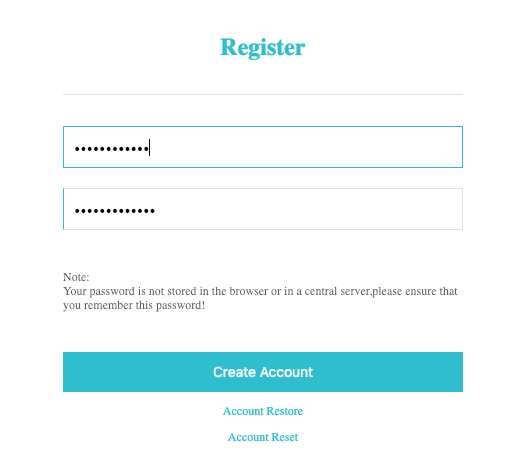 Register
••••••••••••
•••••••••••••
Note:
Your password is not stored in the browser or in a central server,please ensure that
you remember this password!
Create Account
Account Restore
Account Reset